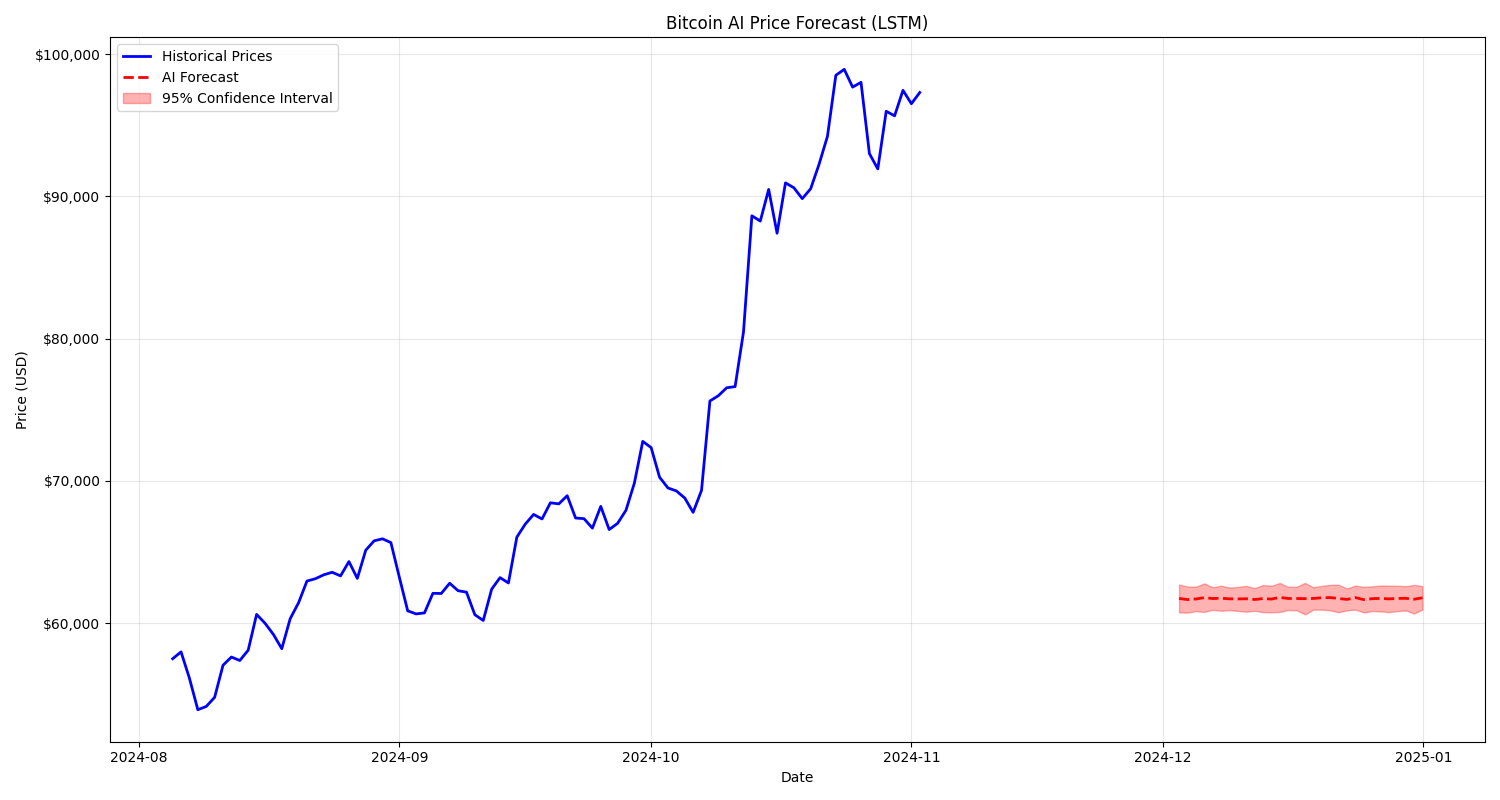 Bitcoin AI Price Forecast (LSTM)
Historical Prices
AI Forecast
95% Confidence Interval
$100,000
$90,000
$80,000
$70,000
$60,000
Price (USD)
2024-08
2024-09
2024-10
2024-11
2024-12
2025-01
Date